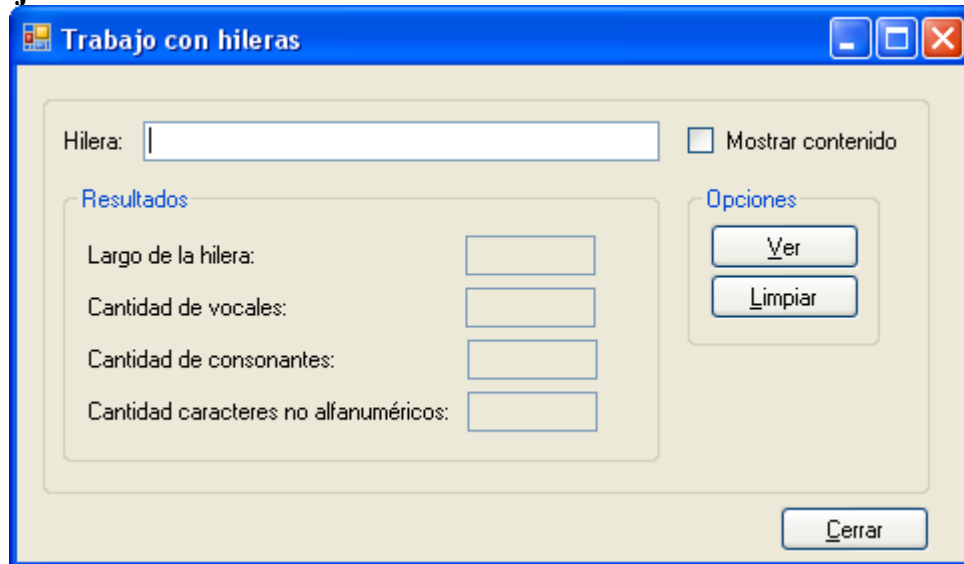 Trabajo con hileras
Hilera:
Mostrar contenido
Resultados
Opciones
Largo de la hilera:
Ver
Cantidad de vocales:
Limpiar
Cantidad de consonantes:
Cantidad caracteres no alfanuméricos:
Cerrar